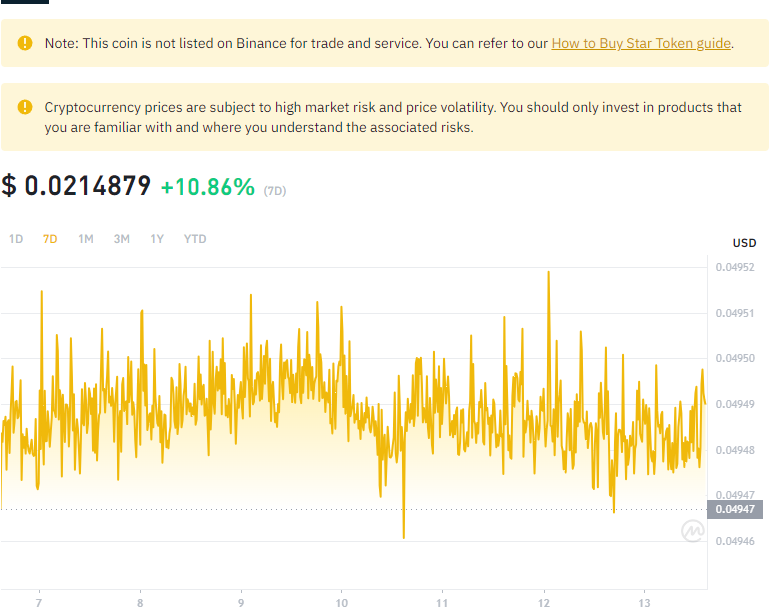 Note: This coin is not listed on Binance for trade and service. You can refer to our How to Buy Star Token guide.
Cryptocurrency prices are subject to high market risk and price volatility. You should only invest in products that
you are familiar with and where you understand the associated risks.
$ 0.0214879 +10.86% (7D)
1D 7D 1M 3M 1Y YTD
USD
0.04952
0.04951
0.04950
0.04949
0.04948
0.04947
0.04947
0.04946
7 8 9 10 11 12 13